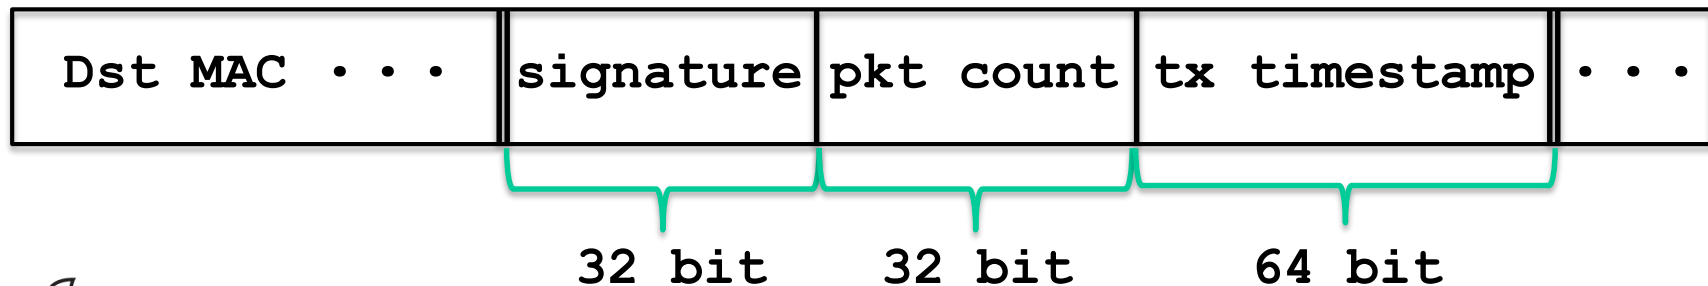 Dst MAC · · · signature pkt count tx timestamp · · ·
32 bit 32 bit 64 bit